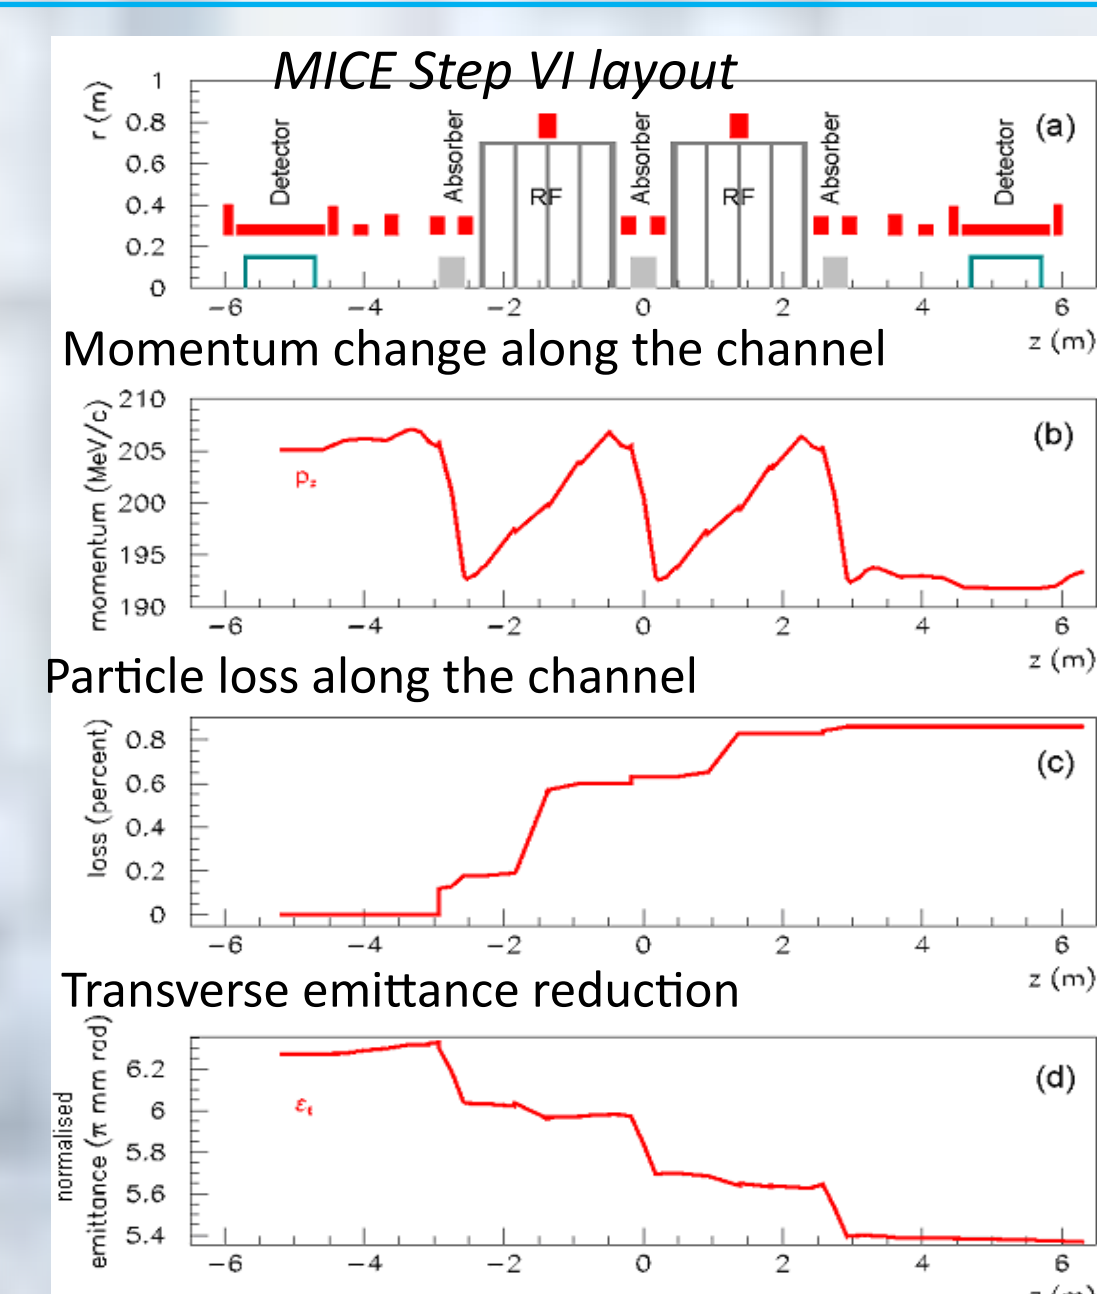 MICE Step VI layout
r (m)
1
0.8
0.6
0.4
0.2
0
Detector
Absorber
RF
Absorber
RF
Absorber
Detector
(a)
−6 −4 −2 0 2 4 6
z (m)
Momentum change along the channel
momentum (MeV/c)
210
205
200
195
190
p_z
(b)
−6 −4 −2 0 2 4 6
z (m)
Particle loss along the channel
loss (percent)
0.8
0.6
0.4
0.2
0
(c)
−6 −4 −2 0 2 4 6
z (m)
Transverse emittance reduction
normalised
emittance (π mm rad)
6.2
6
5.8
5.6
5.4
ε_t
(d)
−6 −4 −2 0 2 4 6
z (m)